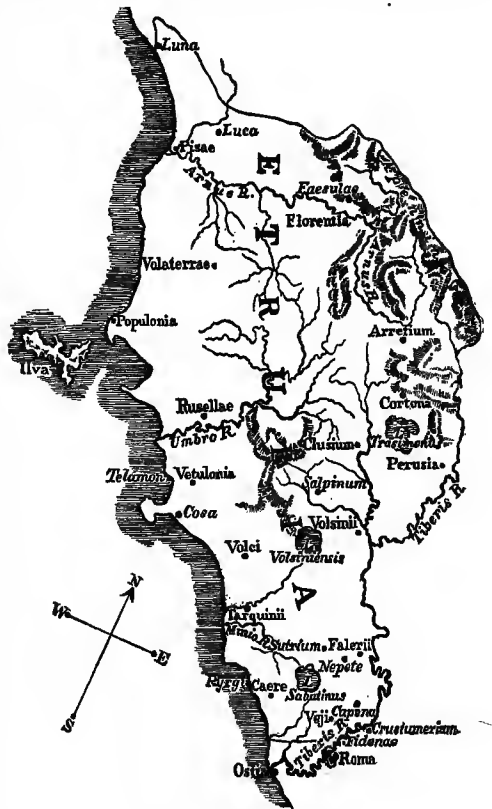 Luna
Luca
Pisae
E
Arnus R.
Faesulae
Florentia
T
Volaterrae
Arnus R.
R
Populonia
Arretium
Ilva
U
Cortona
Rusellae
Umbro R.
Clusium
L. Trasimenus
Perusia
Telamon
Vetulonia
Salpinum
Tiberis R.
Cosa
Volsinii
Volci
L.
Volsiniensis
N
A
W
Tarquinii
Minio R.
Sutrium
Falerii
E
Nepete
Pyrgi
Caere
L.
Sabatinus
S
Veji
Capena
Crustumerium
Tiberis R.
Fidenae
Roma
Ostia